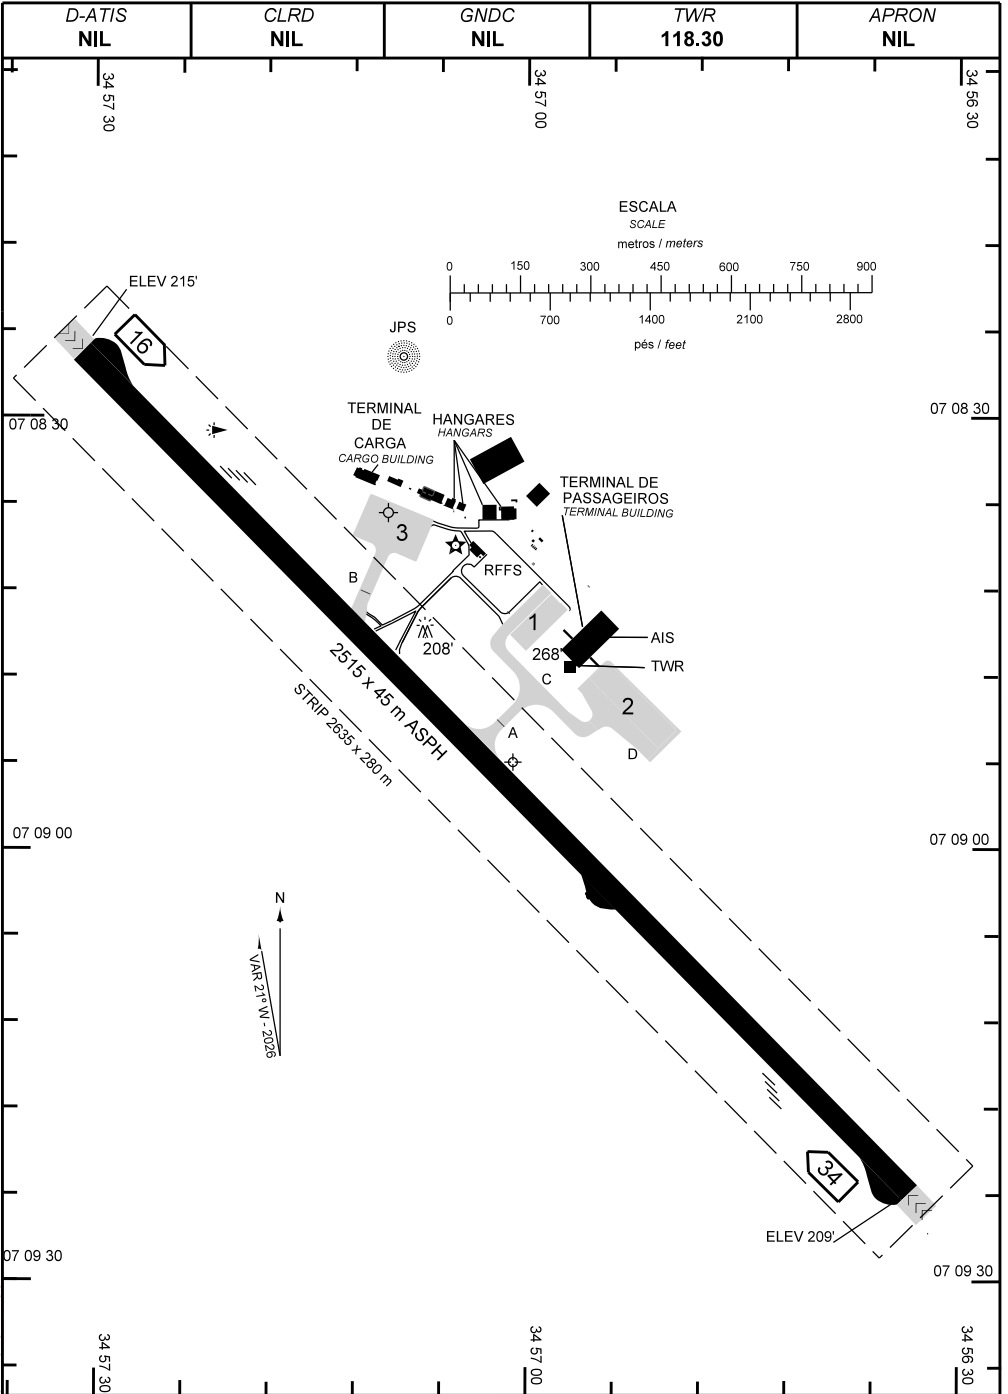 D-ATIS
NIL
CLRD
NIL
GNDC
NIL
TWR
118.30
APRON
NIL
34 57 30
34 57 00
34 56 30
ESCALA
SCALE
metros / meters
0 150 300 450 600 750 900
0 700 1400 2100 2800
pés / feet
ELEV 215'
16
JPS
07 08 30
07 08 30
TERMINAL
DE
CARGA
CARGO BUILDING
HANGARES
HANGARS
TERMINAL DE
PASSAGEIROS
TERMINAL BUILDING
3
B
RFFS
1
208'
268'
AIS
TWR
C
2
D
A
2515 x 45 m ASPH
STRIP 2635 x 280 m
07 09 00
07 09 00
N
VAR 21º W - 2026
34
ELEV 209'
07 09 30
07 09 30
34 57 30
34 57 00
34 56 30